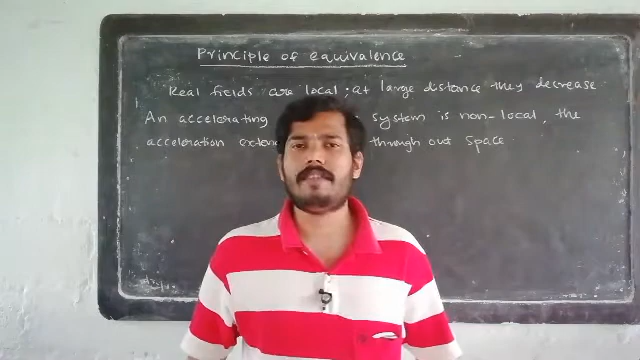 Principle of equivalence
Real fields are local; at large distance they decrease
An accelerating system is non-local, the
acceleration through out space